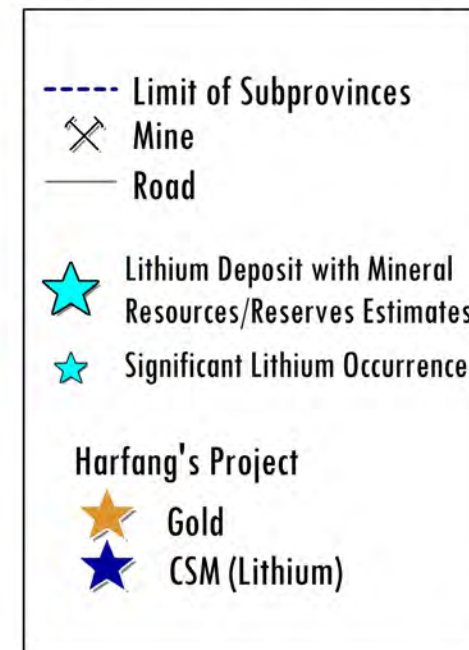 Limit of Subprovinces
Mine
Road
Lithium Deposit with Mineral
Resources/Reserves Estimates
Significant Lithium Occurrence
Harfang's Project
Gold
CSM (Lithium)